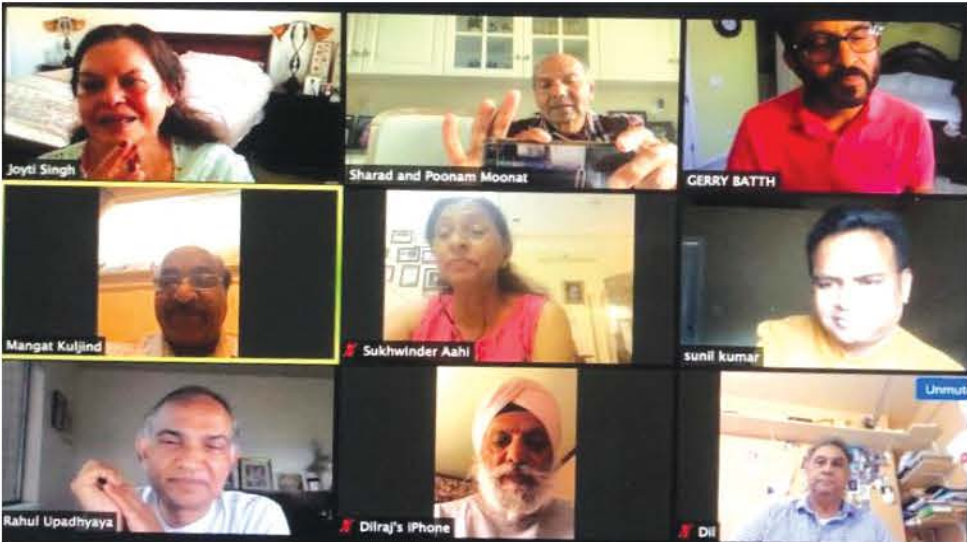 Joyti Singh
Sharad and Poonam Moonat
GERRY BATTH
Mangat Kuljind
Sukhwinder Aahi
sunil kumar
Unmut
Rahul Upadhyaya
Dilraj's iPhone
Dil